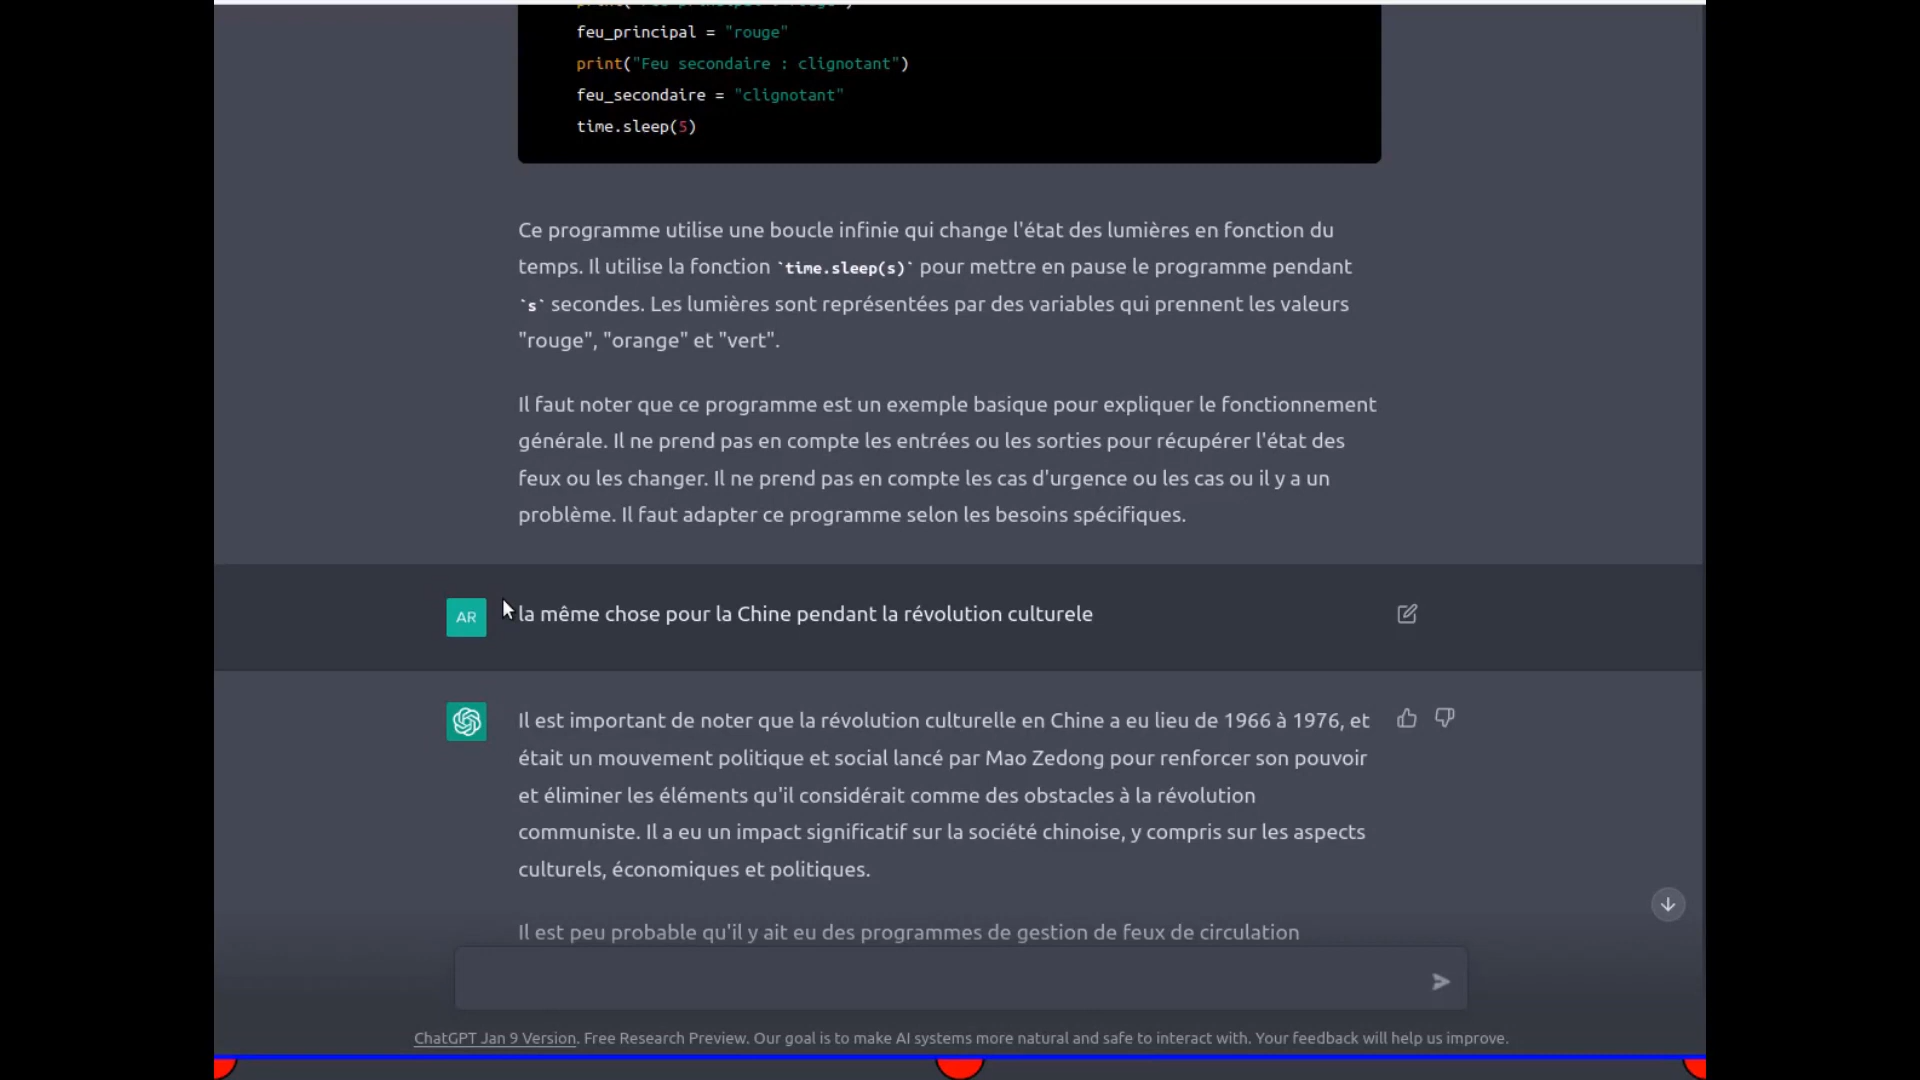 feu_principal = "rouge"
print("Feu secondaire : clignotant")
feu_secondaire = "clignotant"
time.sleep(5)
Ce programme utilise une boucle infinie qui change l'état des lumières en fonction du
temps. Il utilise la fonction `time.sleep(s)` pour mettre en pause le programme pendant
`s` secondes. Les lumières sont représentées par des variables qui prennent les valeurs
"rouge", "orange" et "vert".
Il faut noter que ce programme est un exemple basique pour expliquer le fonctionnement
générale. Il ne prend pas en compte les entrées ou les sorties pour récupérer l'état des
feux ou les changer. Il ne prend pas en compte les cas d'urgence ou les cas ou il y a un
problème. Il faut adapter ce programme selon les besoins spécifiques.
AR
la même chose pour la Chine pendant la révolution culturele
Il est important de noter que la révolution culturelle en Chine a eu lieu de 1966 à 1976, et
était un mouvement politique et social lancé par Mao Zedong pour renforcer son pouvoir
et éliminer les éléments qu'il considérait comme des obstacles à la révolution
communiste. Il a eu un impact significatif sur la société chinoise, y compris sur les aspects
culturels, économiques et politiques.
Il est peu probable qu'il y ait eu des programmes de gestion de feux de circulation
ChatGPT Jan 9 Version. Free Research Preview. Our goal is to make AI systems more natural and safe to interact with. Your feedback will help us improve.